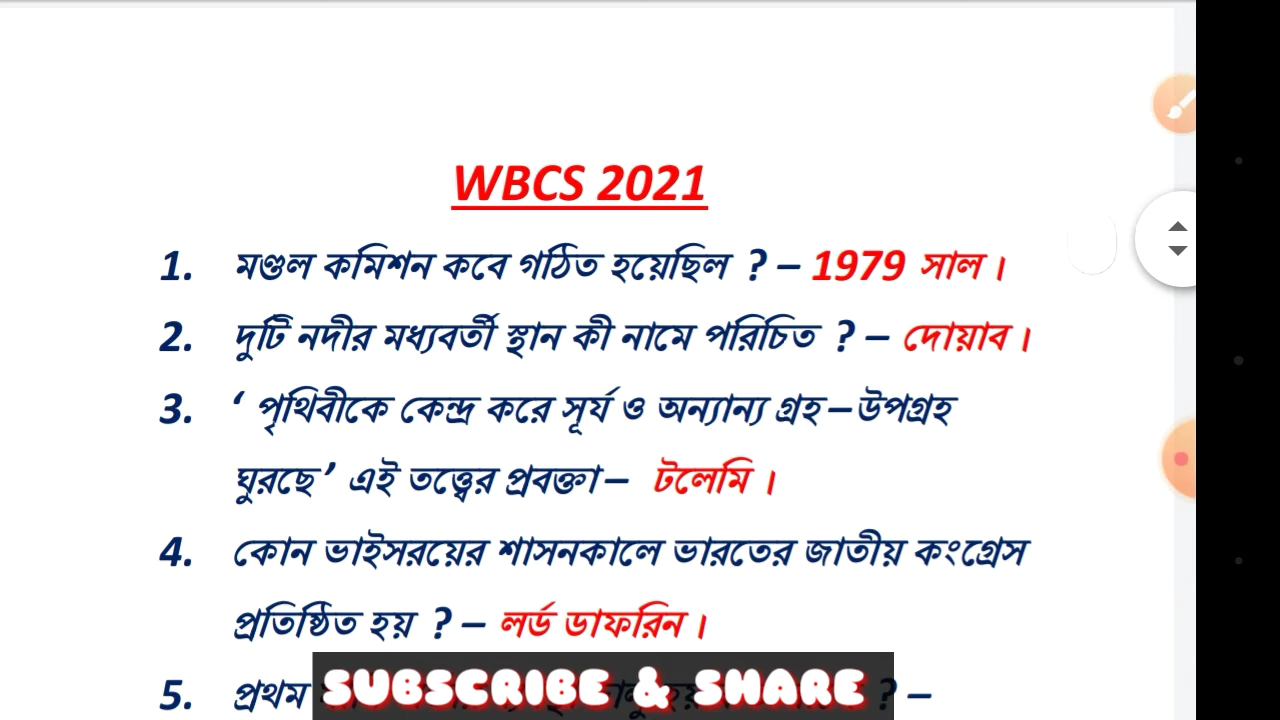 WBCS 2021
1. মণ্ডল কমিশন কবে গঠিত হয়েছিল ? – 1979 সাল।
2. দুটি নদীর মধ্যবর্তী স্থান কী নামে পরিচিত ? – দোয়াব।
3. ‘ পৃথিবীকে কেন্দ্র করে সূর্য ও অন্যান্য গ্রহ–উপগ্রহ
ঘুরছে’ এই তত্ত্বের প্রবক্তা– টলেমি।
4. কোন ভাইসরয়ের শাসনকালে ভারতের জাতীয় কংগ্রেস
প্রতিষ্ঠিত হয় ? – লর্ড ডাফরিন।
5. প্রথম ? –
SUBSCRIBE & SHARE